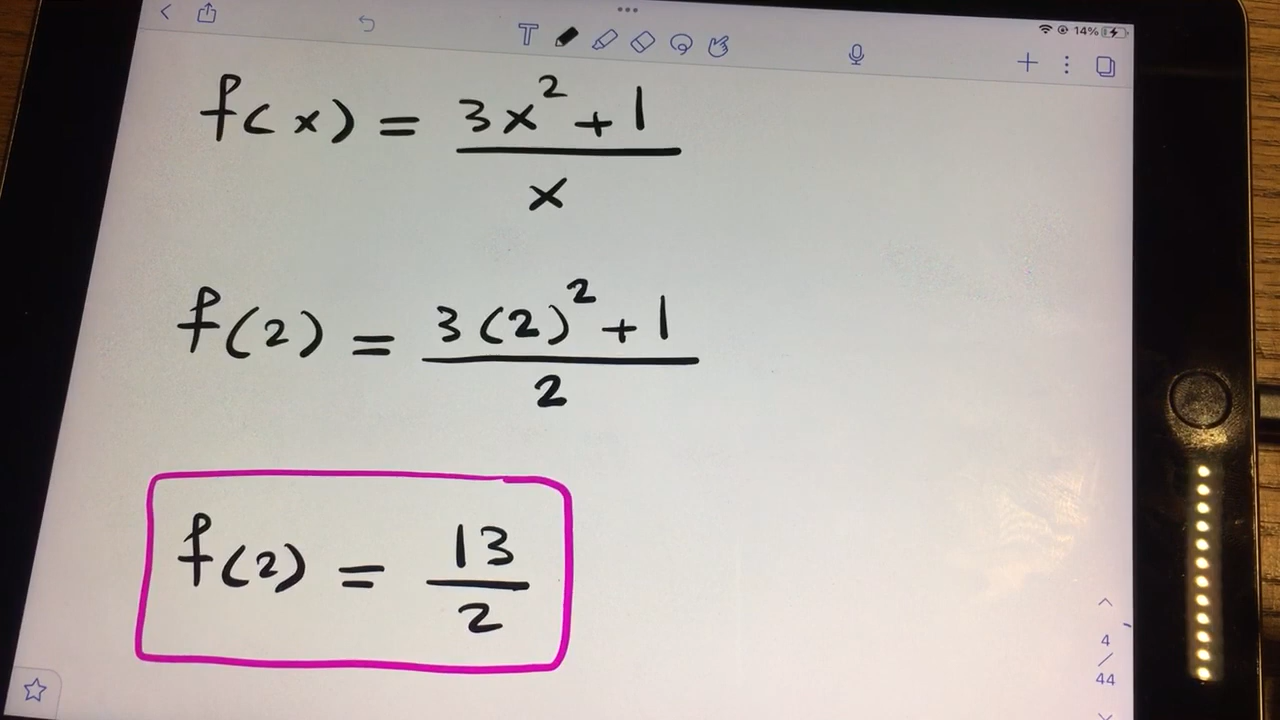 14%
f(x) = 3x² + 1 / x
f(2) = 3(2)² + 1 / 2
f(2) = 13 / 2
4 / 44